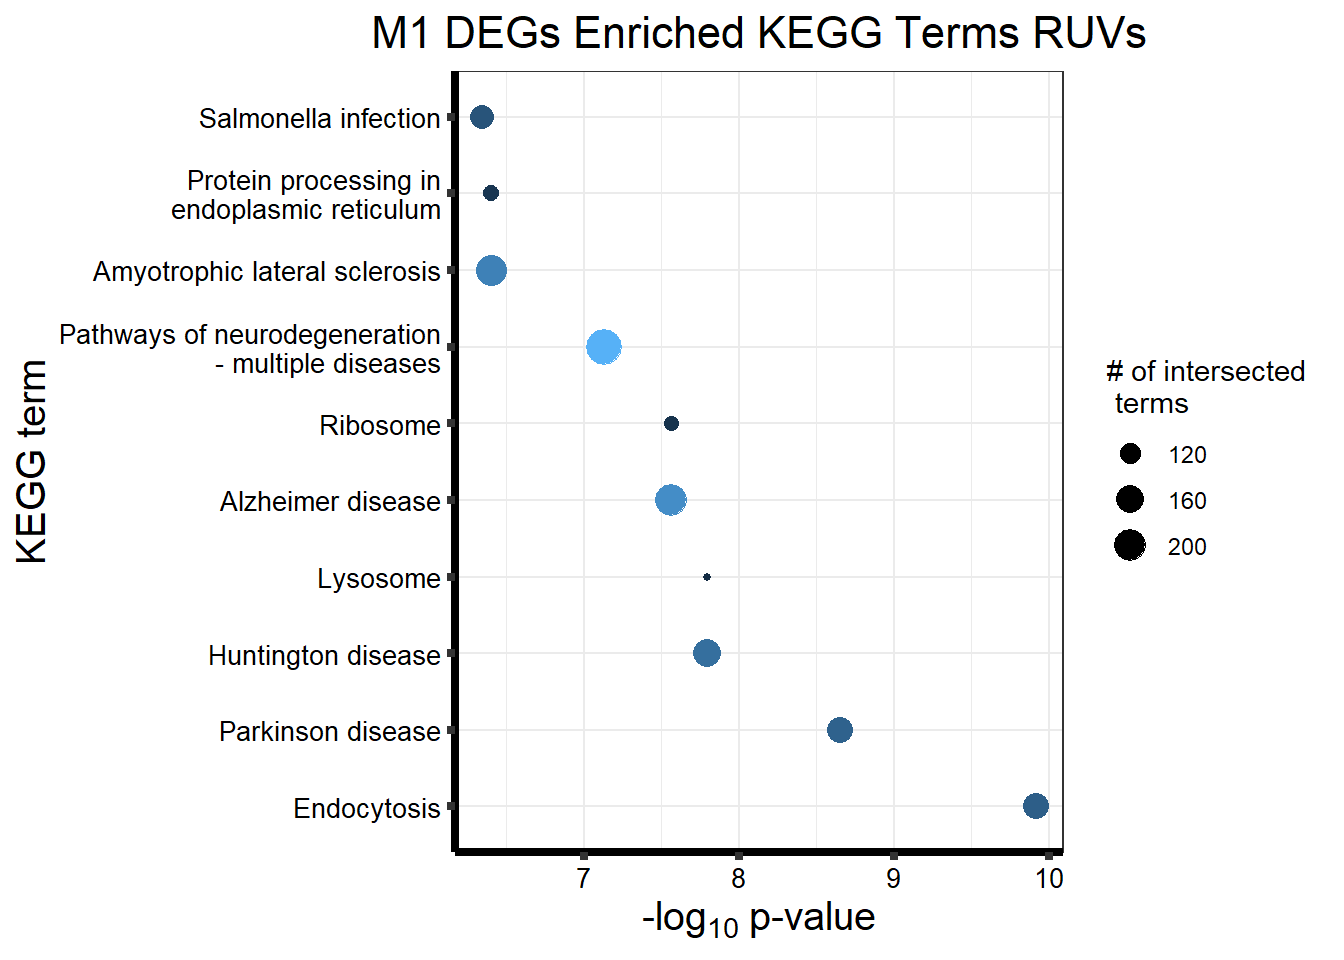 M1 DEGs Enriched KEGG Terms RUVs
KEGG term
Salmonella infection
Protein processing in
endoplasmic reticulum
Amyotrophic lateral sclerosis
Pathways of neurodegeneration
- multiple diseases
Ribosome
Alzheimer disease
Lysosome
Huntington disease
Parkinson disease
Endocytosis
7 8 9 10
-log10 p-value
# of intersected
terms
120
160
200